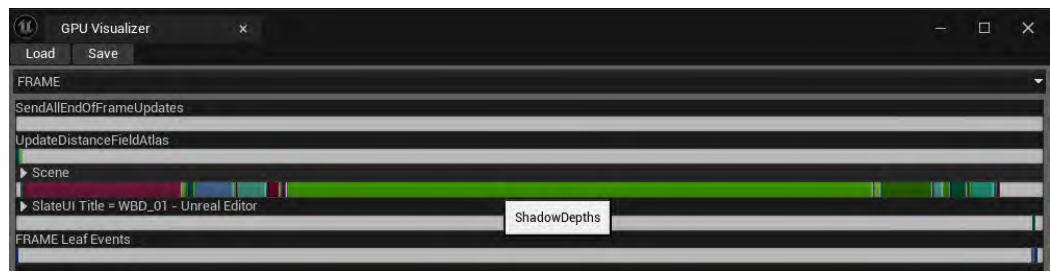 GPU Visualizer
Load Save
FRAME
SendAllEndOfFrameUpdates
UpdateDistanceFieldAtlas
Scene
SlateUI Title = WBD_01 - Unreal Editor
ShadowDepths
FRAME Leaf Events